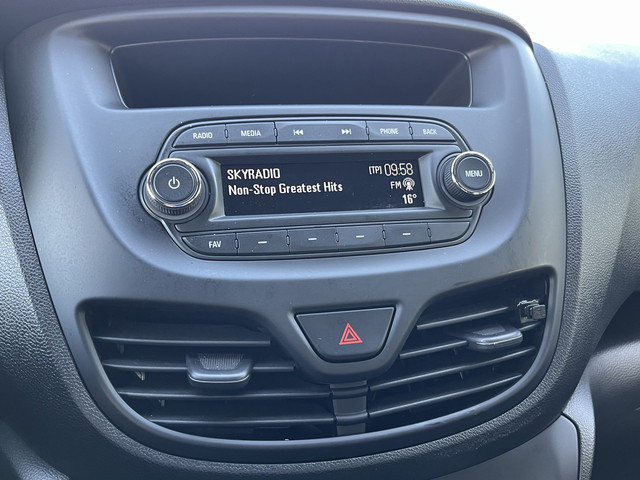 RADIO MEDIA PHONE BACK
SKYRADIO [TP] 09:58
Non-Stop Greatest Hits FM
16°
MENU
FAV